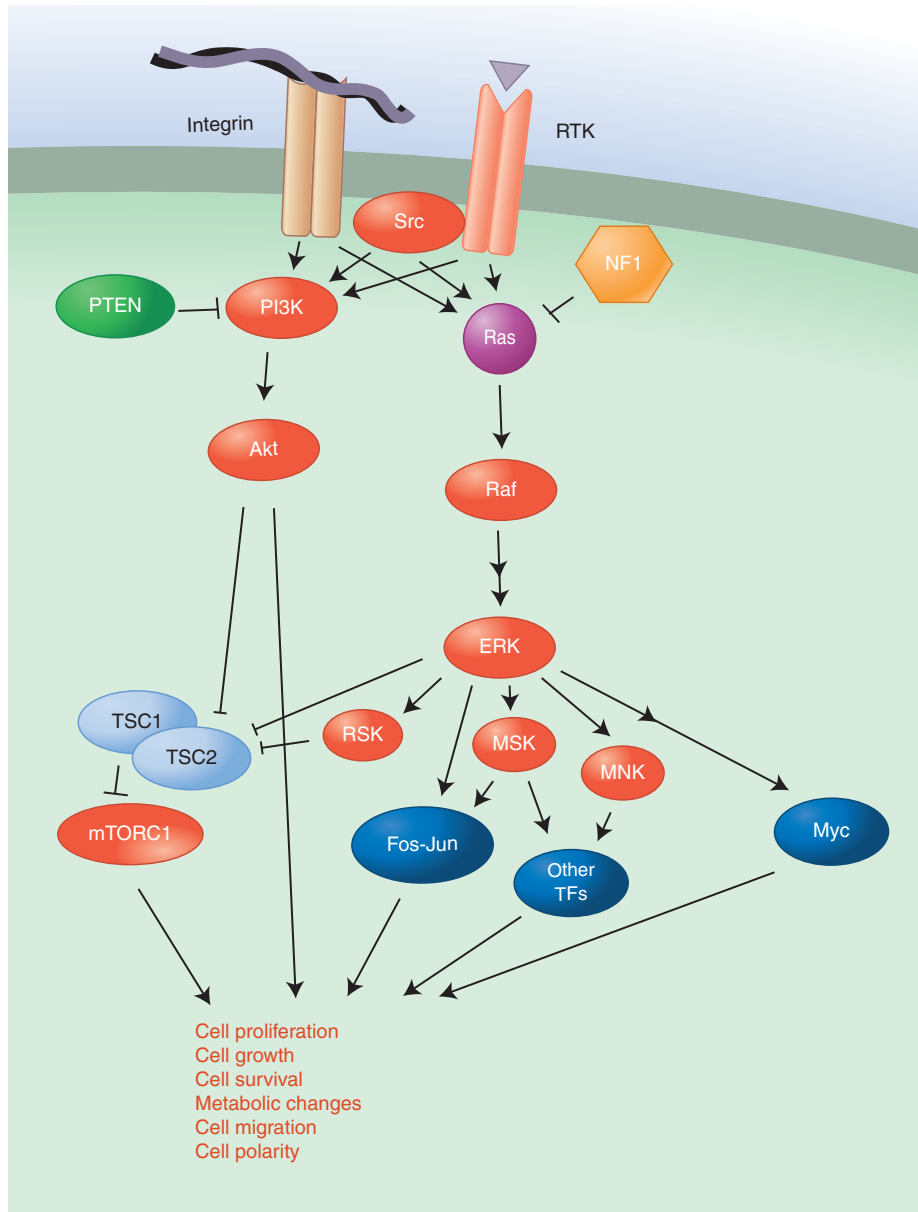 Integrin
RTK
Src
NF1
PTEN
PI3K
Ras
Akt
Raf
ERK
TSC1
RSK
MSK
TSC2
MNK
mTORC1
Fos-Jun
Myc
Other
TFs
Cell proliferation
Cell growth
Cell survival
Metabolic changes
Cell migration
Cell polarity